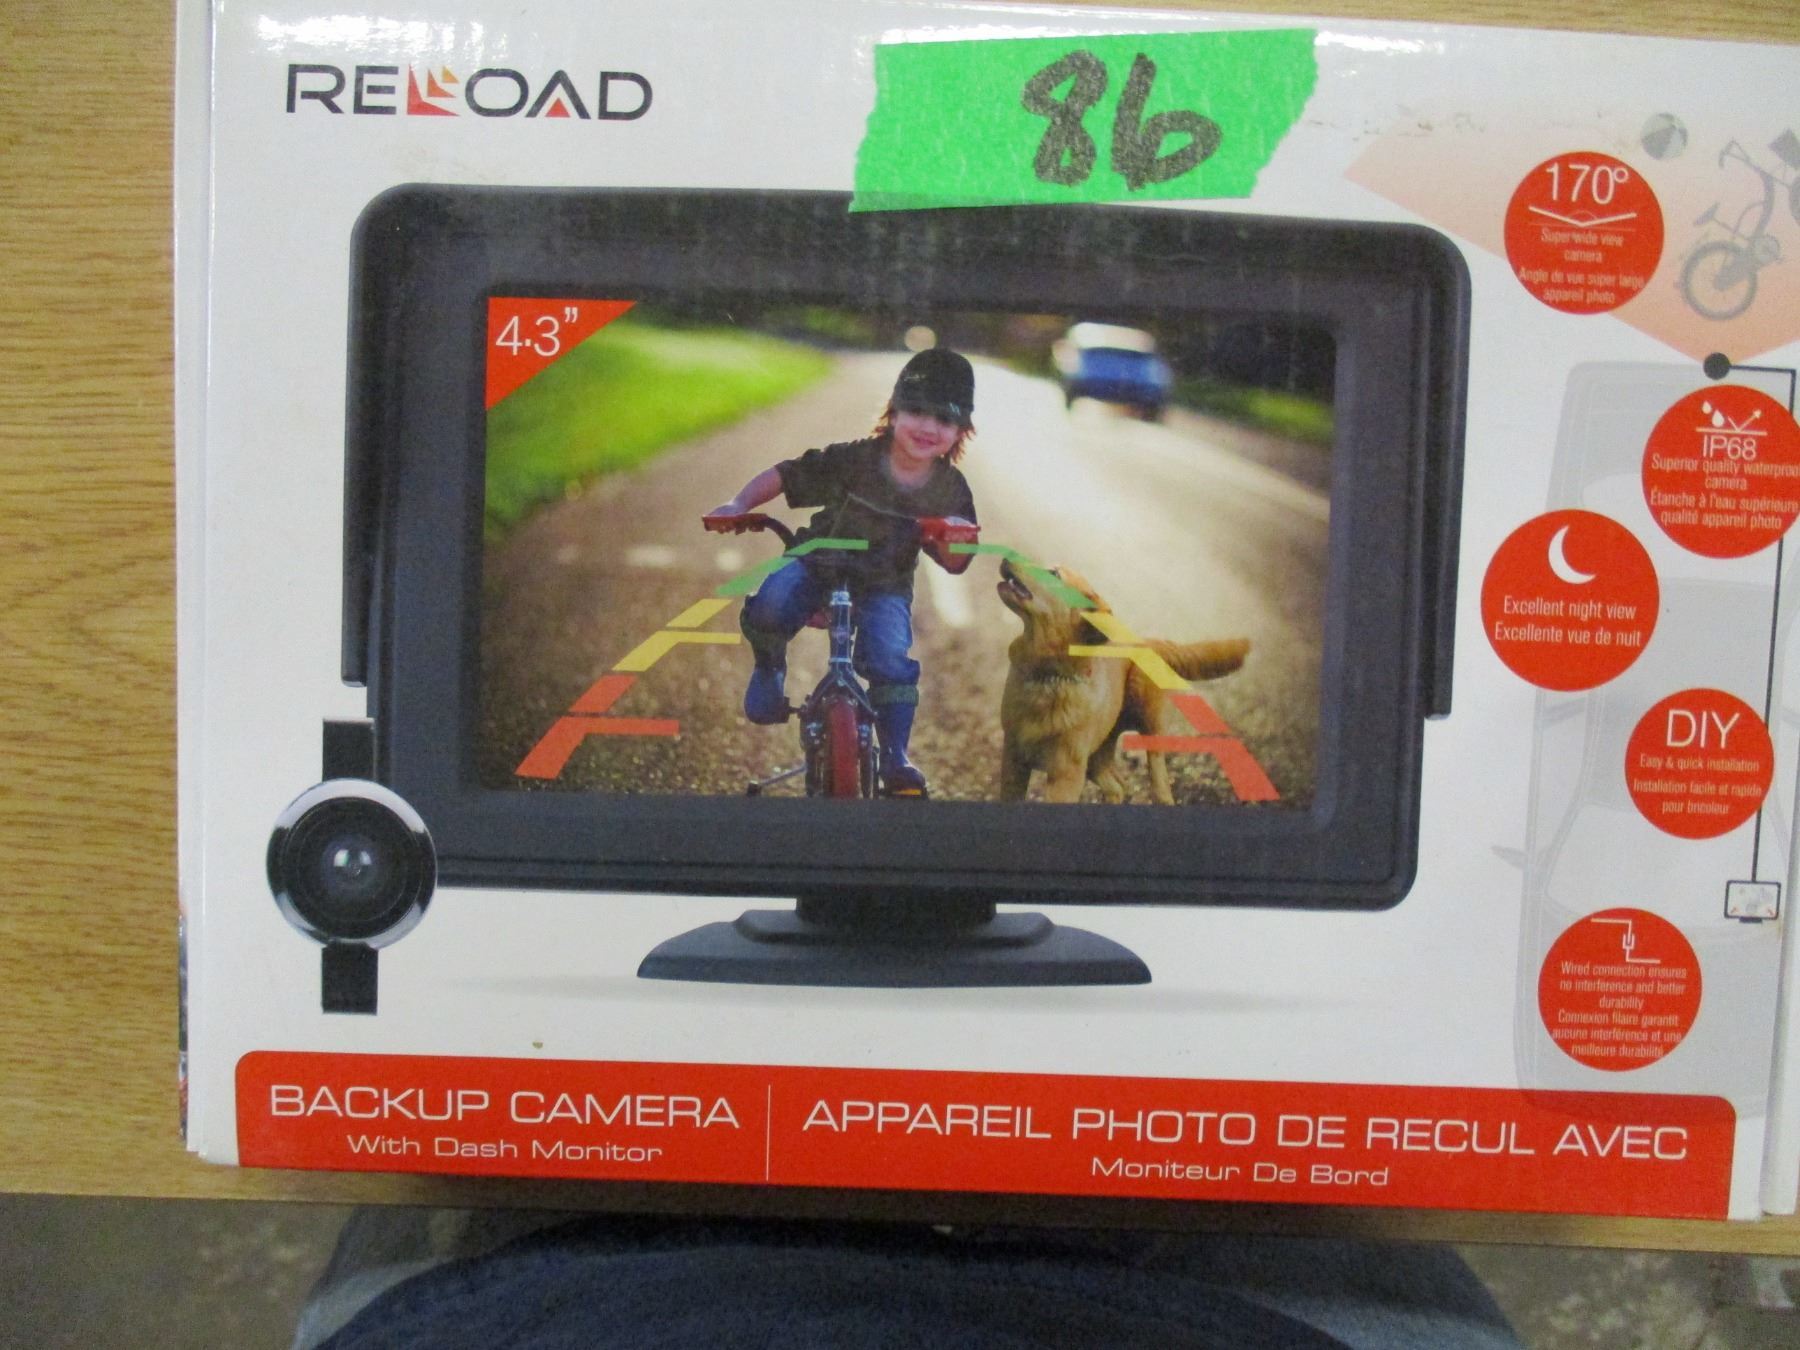 RELOAD
86
4.3"
170°
Super wide view
camera
Angle de vue super large
appareil photo
IP68
Superior quality waterproof
camera
Étanche à l'eau supérieure
qualité appareil photo
Excellent night view
Excellente vue de nuit
DIY
Easy & quick installation
Installation facile et rapide
pour bricoleur
Wired connection ensures
no interference and better
durability
Connexion filaire garantit
aucune interférence et une
meilleure durabilité
BACKUP CAMERA
With Dash Monitor
APPAREIL PHOTO DE RECUL AVEC
Moniteur De Bord